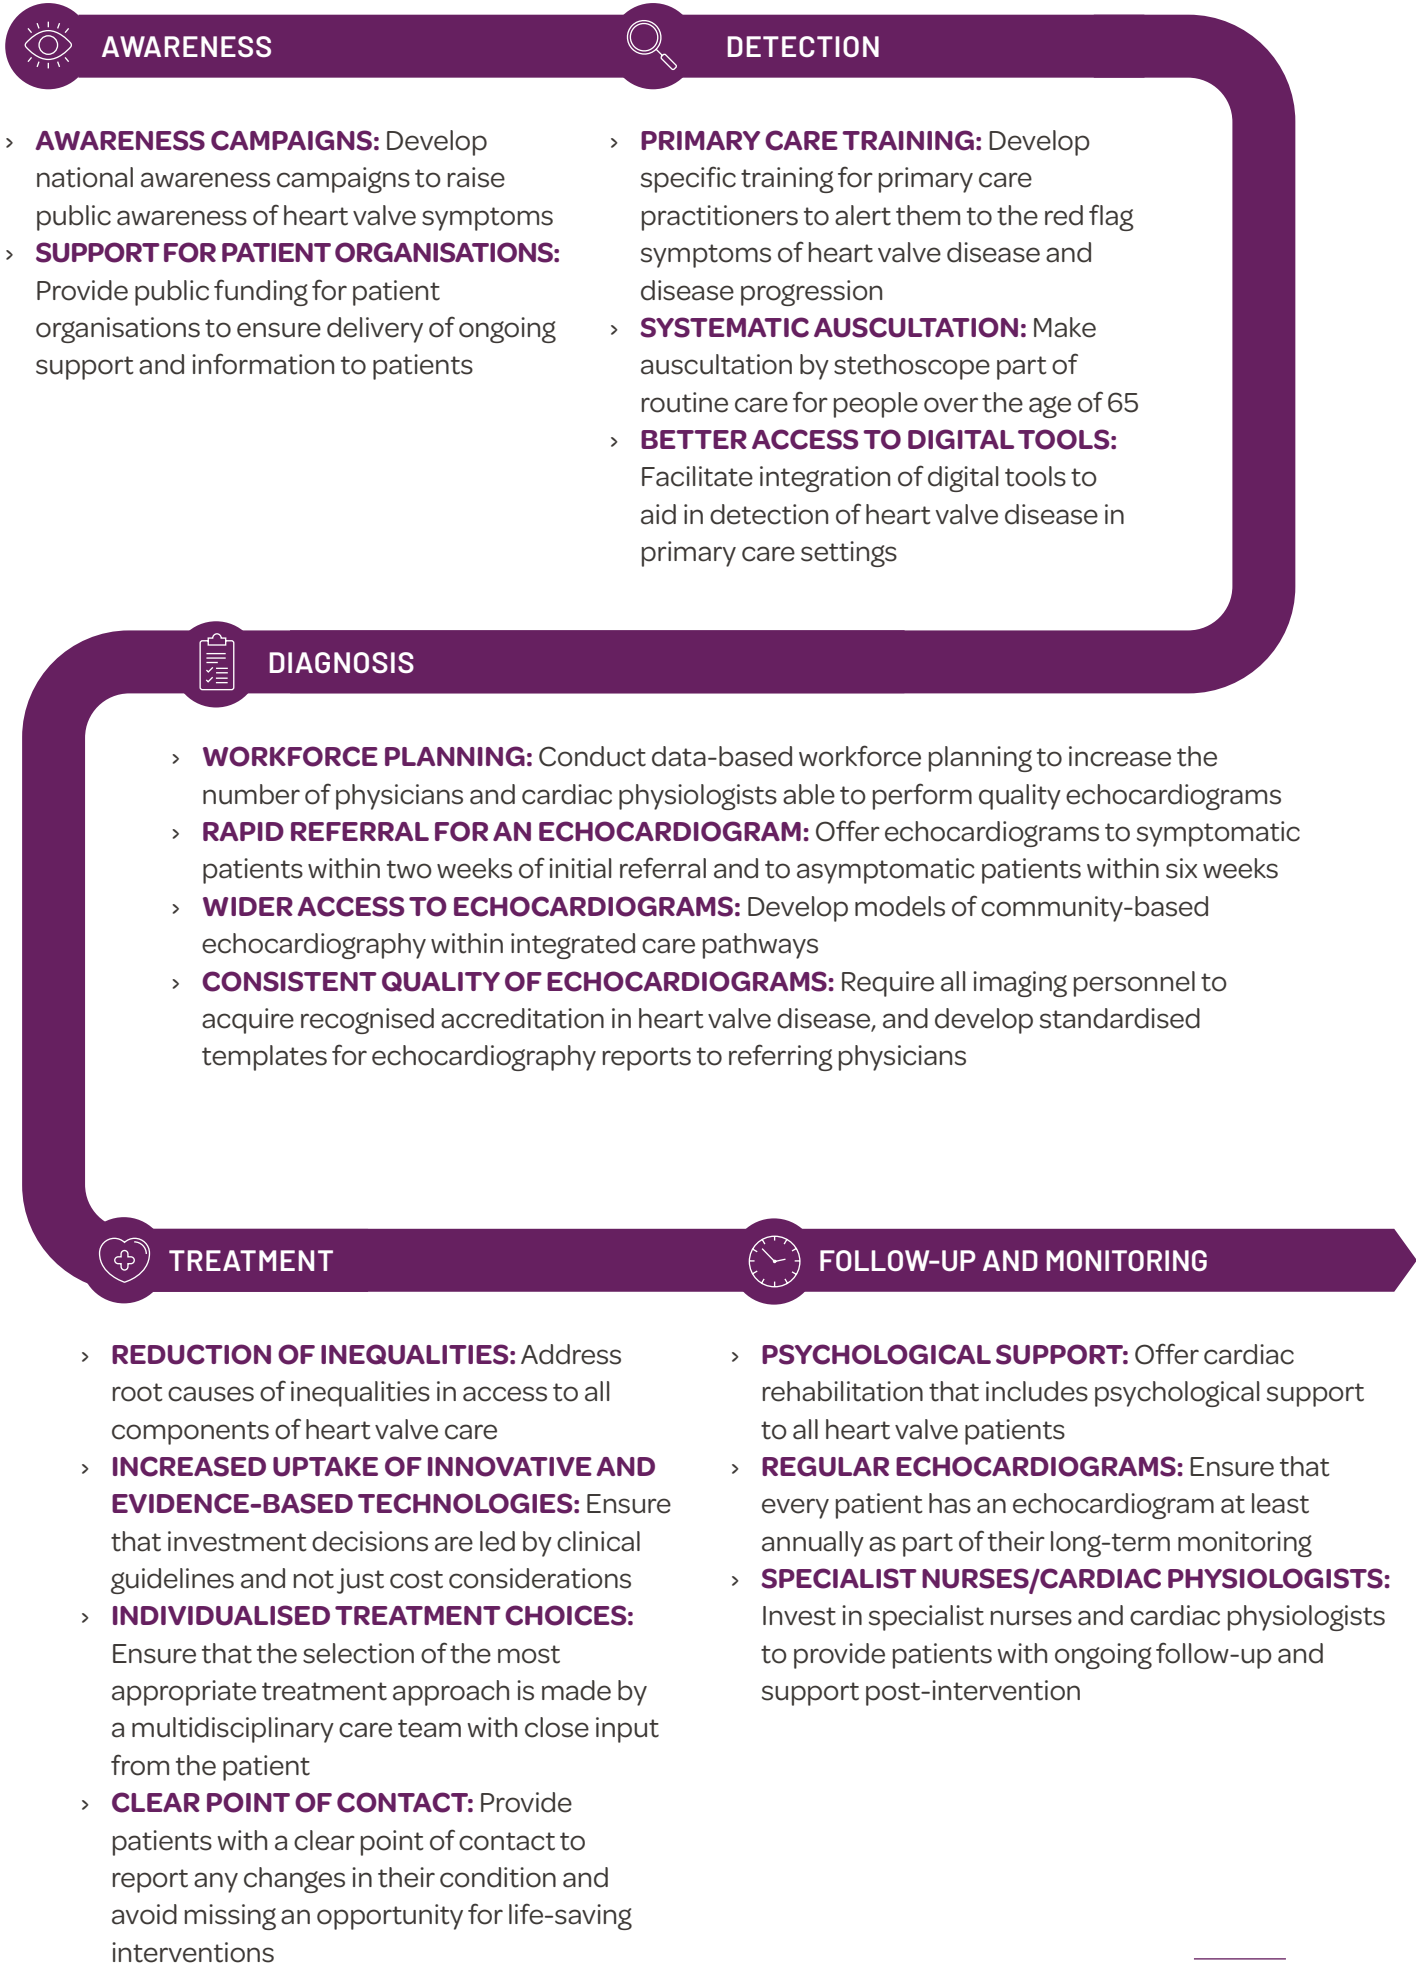 AWARENESS
› AWARENESS CAMPAIGNS: Develop
national awareness campaigns to raise
public awareness of heart valve symptoms
› SUPPORT FOR PATIENT ORGANISATIONS:
Provide public funding for patient
organisations to ensure delivery of ongoing
support and information to patients
DETECTION
› PRIMARY CARE TRAINING: Develop
specific training for primary care
practitioners to alert them to the red flag
symptoms of heart valve disease and
disease progression
› SYSTEMATIC AUSCULTATION: Make
auscultation by stethoscope part of
routine care for people over the age of 65
› BETTER ACCESS TO DIGITAL TOOLS:
Facilitate integration of digital tools to
aid in detection of heart valve disease in
primary care settings
DIAGNOSIS
› WORKFORCE PLANNING: Conduct data-based workforce planning to increase the
number of physicians and cardiac physiologists able to perform quality echocardiograms
› RAPID REFERRAL FOR AN ECHOCARDIOGRAM: Offer echocardiograms to symptomatic
patients within two weeks of initial referral and to asymptomatic patients within six weeks
› WIDER ACCESS TO ECHOCARDIOGRAMS: Develop models of community-based
echocardiography within integrated care pathways
› CONSISTENT QUALITY OF ECHOCARDIOGRAMS: Require all imaging personnel to
acquire recognised accreditation in heart valve disease, and develop standardised
templates for echocardiography reports to referring physicians
TREATMENT
› REDUCTION OF INEQUALITIES: Address
root causes of inequalities in access to all
components of heart valve care
› INCREASED UPTAKE OF INNOVATIVE AND
EVIDENCE-BASED TECHNOLOGIES: Ensure
that investment decisions are led by clinical
guidelines and not just cost considerations
› INDIVIDUALISED TREATMENT CHOICES:
Ensure that the selection of the most
appropriate treatment approach is made by
a multidisciplinary care team with close input
from the patient
› CLEAR POINT OF CONTACT: Provide
patients with a clear point of contact to
report any changes in their condition and
avoid missing an opportunity for life-saving
interventions
FOLLOW-UP AND MONITORING
› PSYCHOLOGICAL SUPPORT: Offer cardiac
rehabilitation that includes psychological support
to all heart valve patients
› REGULAR ECHOCARDIOGRAMS: Ensure that
every patient has an echocardiogram at least
annually as part of their long-term monitoring
› SPECIALIST NURSES/CARDIAC PHYSIOLOGISTS:
Invest in specialist nurses and cardiac physiologists
to provide patients with ongoing follow-up and
support post-intervention